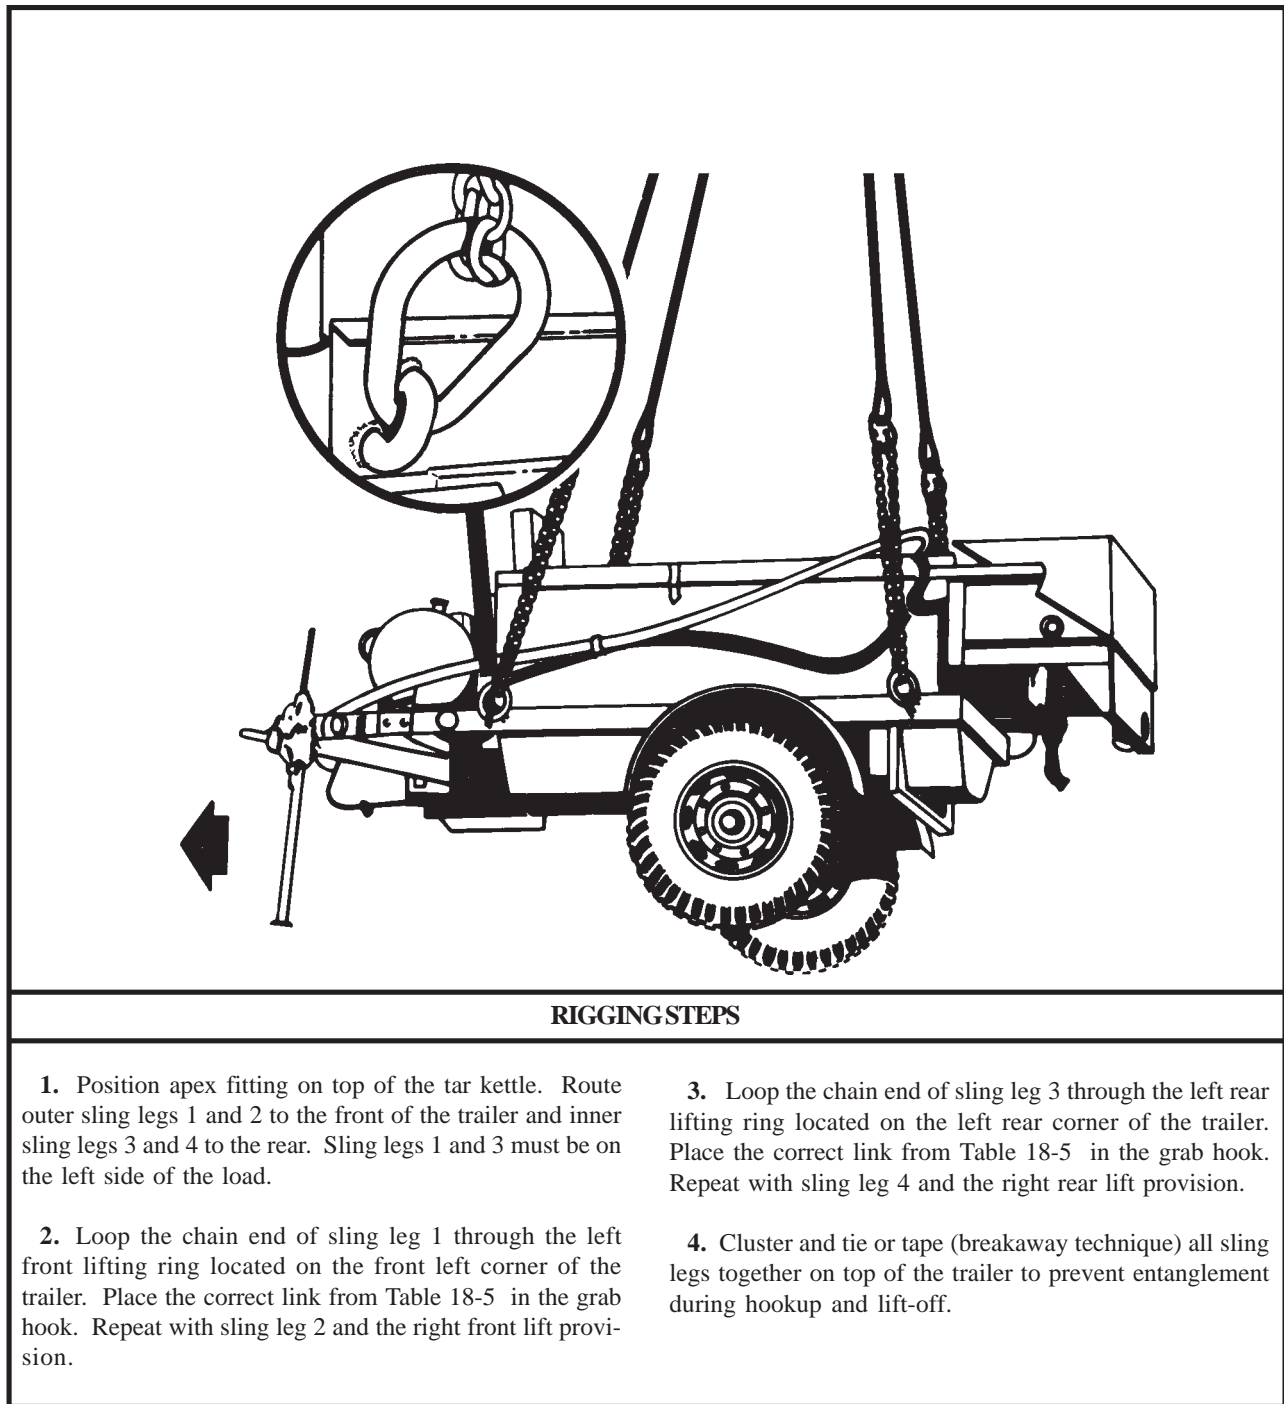 RIGGING STEPS
1. Position apex fitting on top of the tar kettle. Route
outer sling legs 1 and 2 to the front of the trailer and inner
sling legs 3 and 4 to the rear. Sling legs 1 and 3 must be on
the left side of the load.
2. Loop the chain end of sling leg 1 through the left
front lifting ring located on the front left corner of the
trailer. Place the correct link from Table 18-5 in the grab
hook. Repeat with sling leg 2 and the right front lift provi-
sion.
3. Loop the chain end of sling leg 3 through the left rear
lifting ring located on the left rear corner of the trailer.
Place the correct link from Table 18-5 in the grab hook.
Repeat with sling leg 4 and the right rear lift provision.
4. Cluster and tie or tape (breakaway technique) all sling
legs together on top of the trailer to prevent entanglement
during hookup and lift-off.